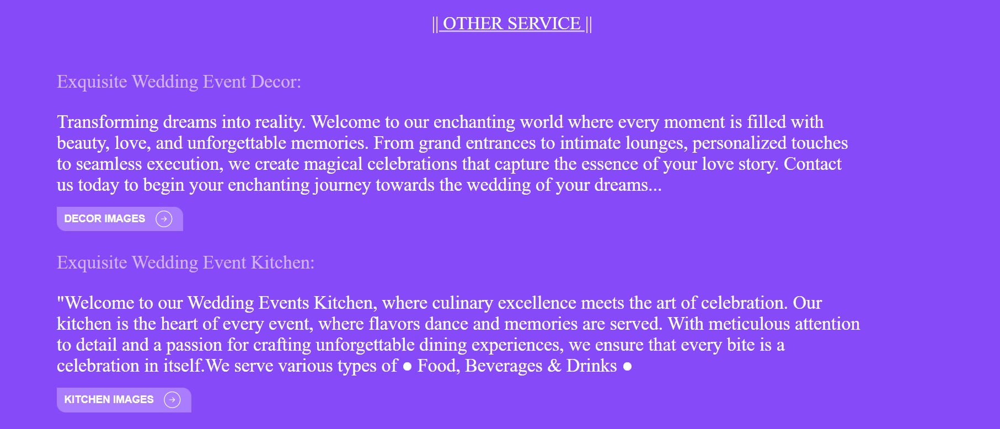 || OTHER SERVICE ||
Exquisite Wedding Event Decor:
Transforming dreams into reality. Welcome to our enchanting world where every moment is filled with
beauty, love, and unforgettable memories. From grand entrances to intimate lounges, personalized touches
to seamless execution, we create magical celebrations that capture the essence of your love story. Contact
us today to begin your enchanting journey towards the wedding of your dreams...
DECOR IMAGES
Exquisite Wedding Event Kitchen:
"Welcome to our Wedding Events Kitchen, where culinary excellence meets the art of celebration. Our
kitchen is the heart of every event, where flavors dance and memories are served. With meticulous attention
to detail and a passion for crafting unforgettable dining experiences, we ensure that every bite is a
celebration in itself.We serve various types of ● Food, Beverages & Drinks ●
KITCHEN IMAGES